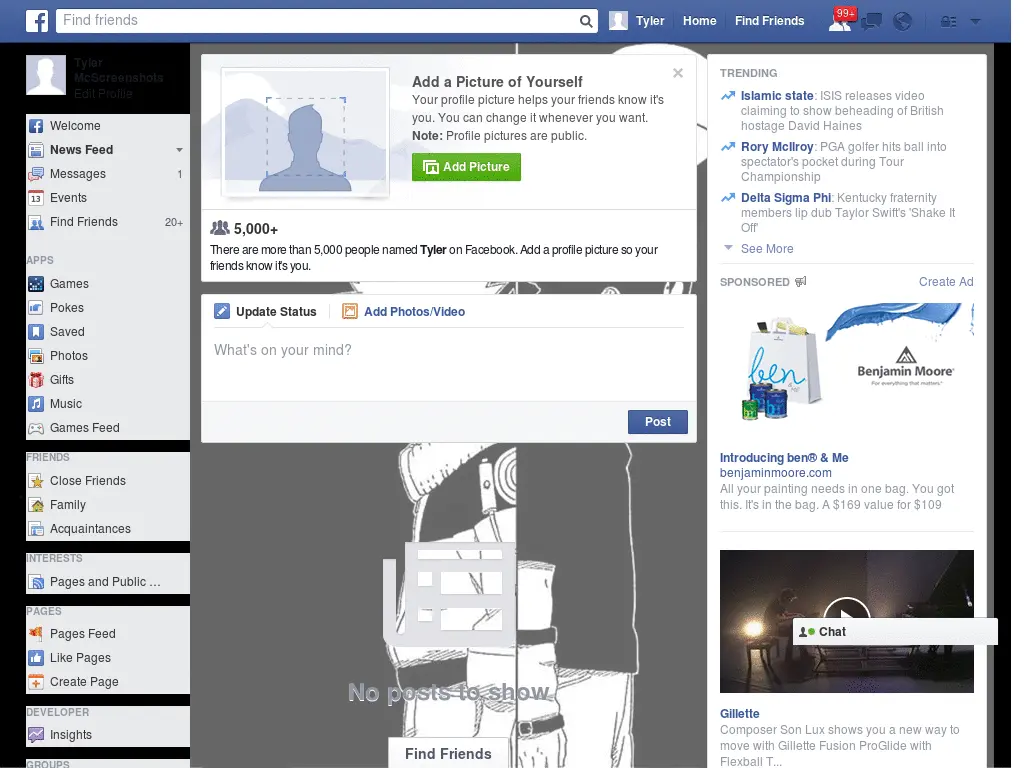 Find friends
Tyler
Home
Find Friends
99+
Tyler
McScreenshots
Edit Profile
Welcome
News Feed
Messages 1
13 Events
Find Friends 20+
APPS
Games
Pokes
Saved
Photos
Gifts
Music
Games Feed
FRIENDS
Close Friends
Family
Acquaintances
INTERESTS
Pages and Public ...
PAGES
Pages Feed
Like Pages
Create Page
DEVELOPER
Insights
GROUPS
Add a Picture of Yourself
Your profile picture helps your friends know it's
you. You can change it whenever you want.
Note: Profile pictures are public.
Add Picture
5,000+
There are more than 5,000 people named Tyler on Facebook. Add a profile picture so your
friends know it's you.
Update Status
Add Photos/Video
What's on your mind?
Post
No posts to show
Find Friends
TRENDING
Islamic state: ISIS releases video
claiming to show beheading of British
hostage David Haines
Rory McIlroy: PGA golfer hits ball into
spectator's pocket during Tour
Championship
Delta Sigma Phi: Kentucky fraternity
members lip dub Taylor Swift's 'Shake It
Off'
See More
SPONSORED
Create Ad
ben
Benjamin Moore®
For everything that matters.
Introducing ben® & Me
benjaminmoore.com
All your painting needs in one bag. You got
this. It's in the bag. A $169 value for $109
Chat
Gillette
Composer Son Lux shows you a new way to
move with Gillette Fusion ProGlide with
Flexball T...